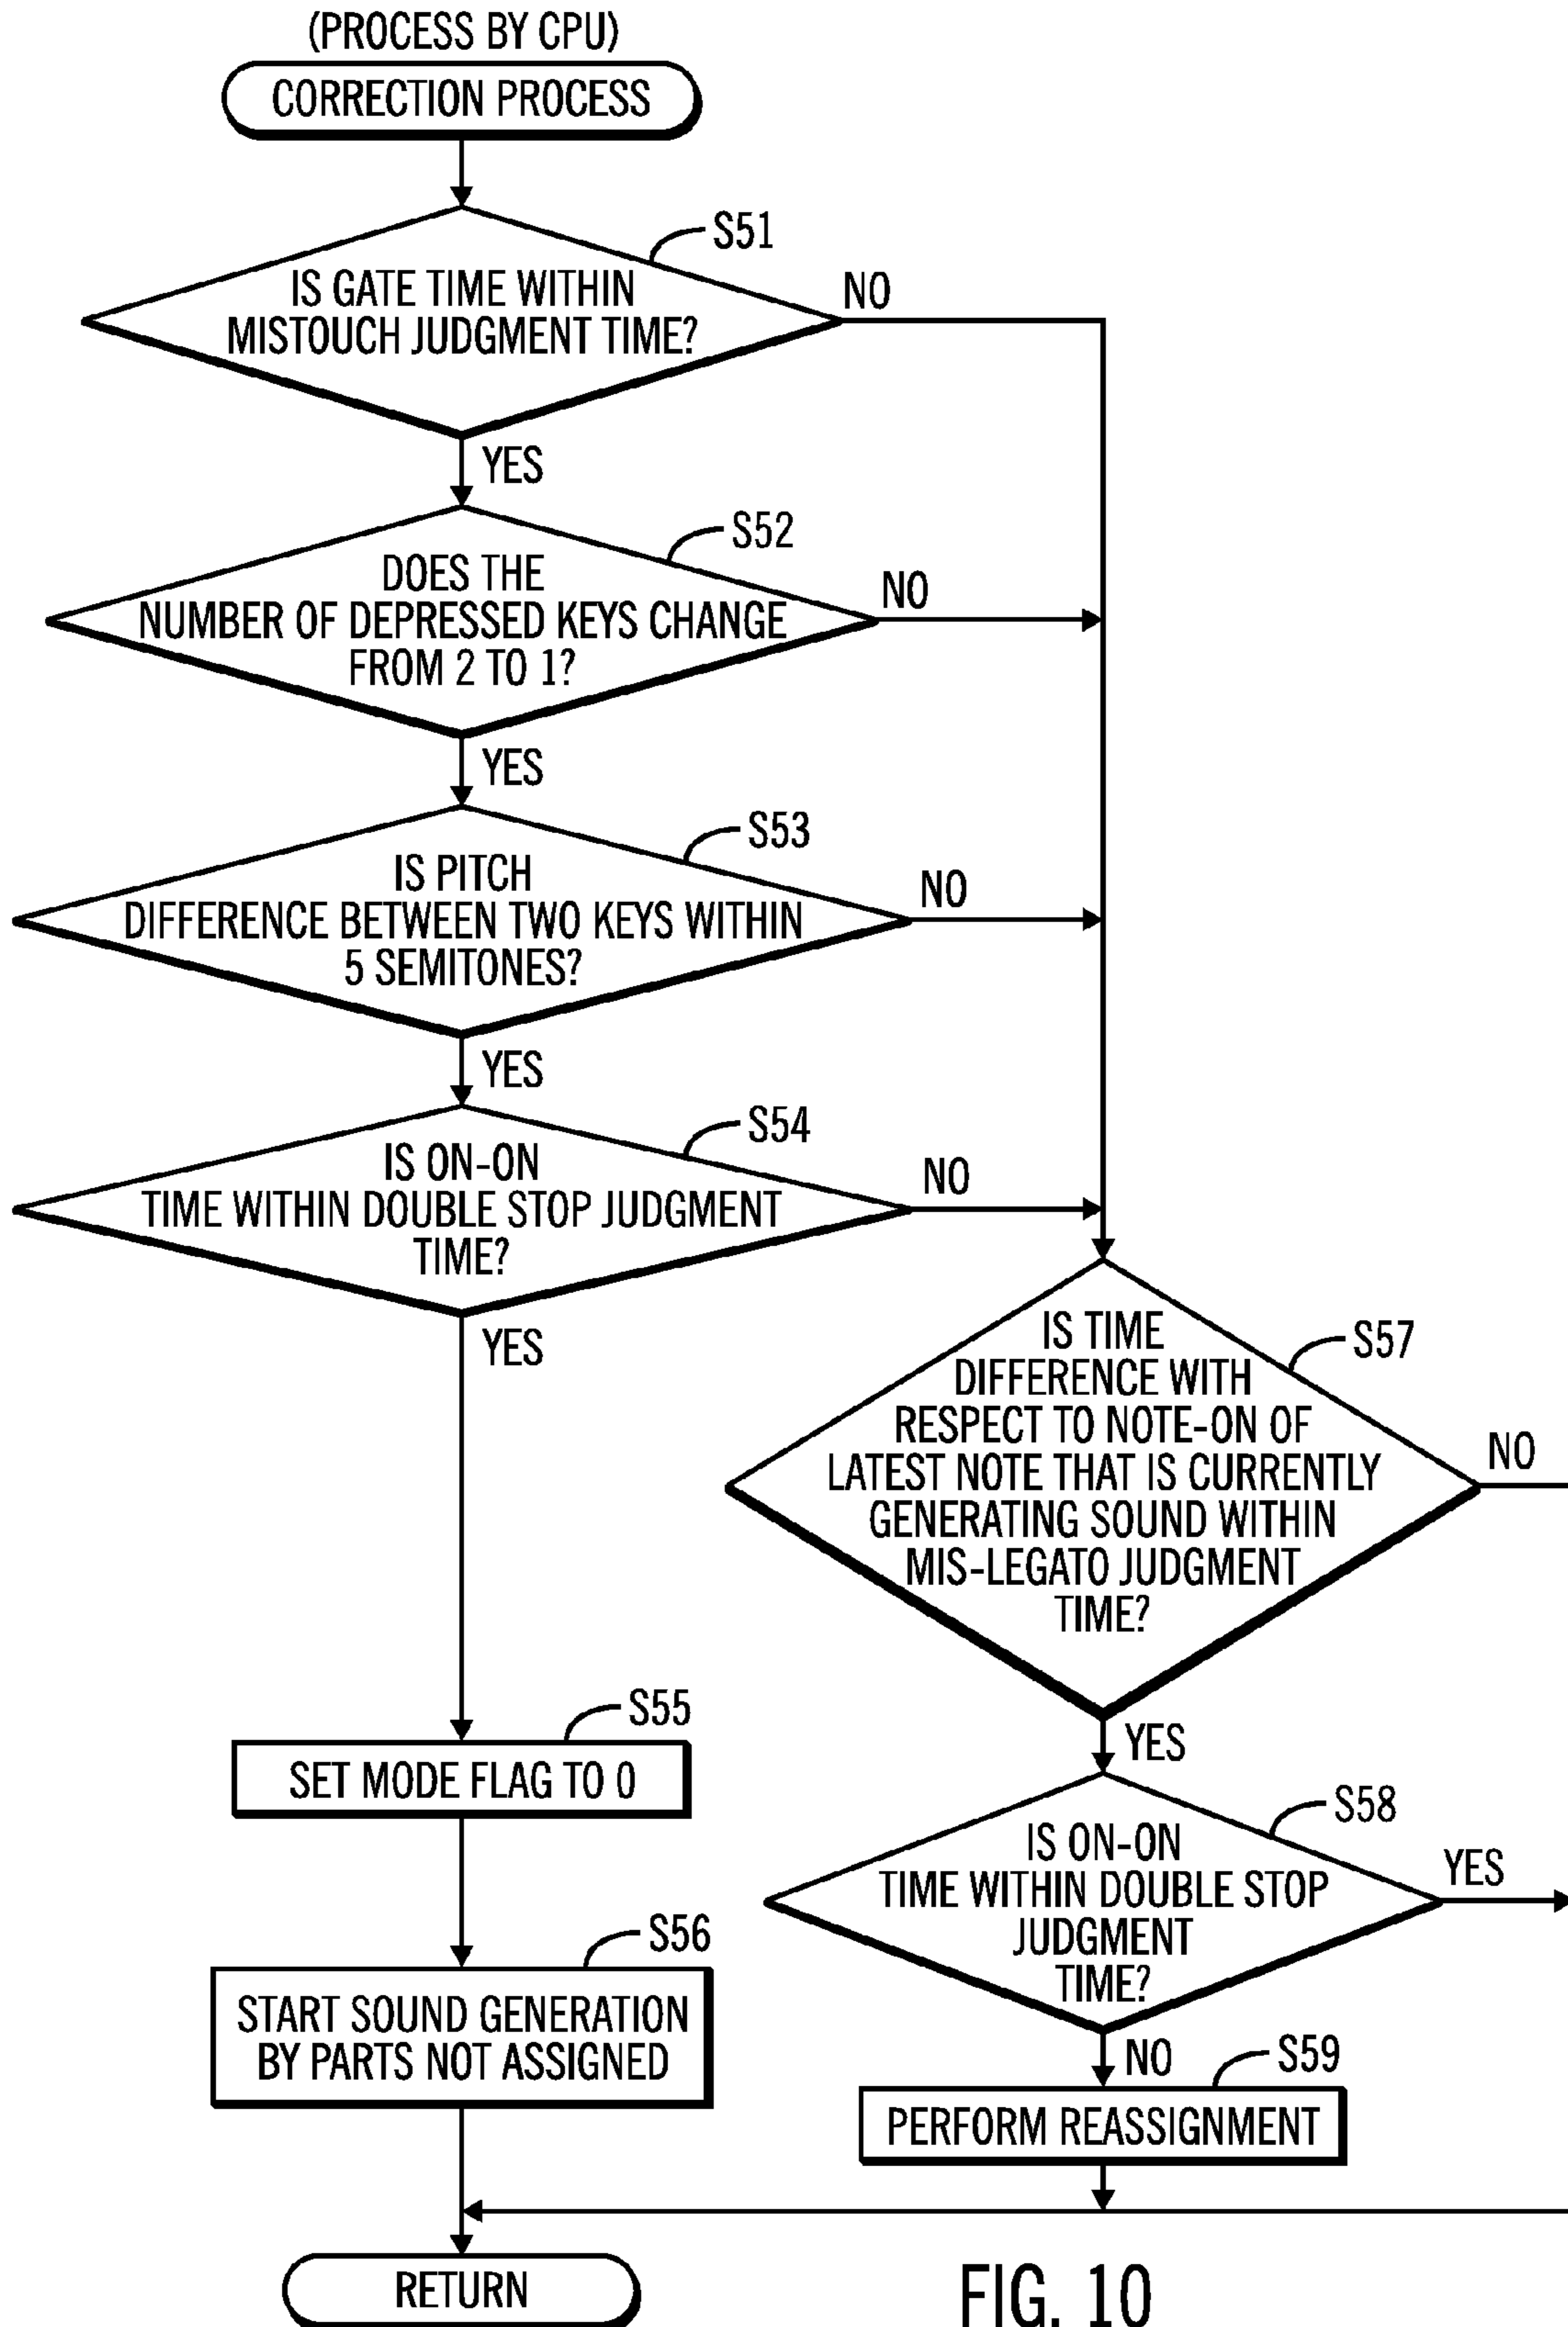 (PROCESS BY CPU)
CORRECTION PROCESS
S51
IS GATE TIME WITHIN
MISTOUCH JUDGMENT TIME?
NO
YES
S52
DOES THE
NUMBER OF DEPRESSED KEYS CHANGE
FROM 2 TO 1?
NO
YES
S53
IS PITCH
DIFFERENCE BETWEEN TWO KEYS WITHIN
5 SEMITONES?
NO
YES
S54
IS ON-ON
TIME WITHIN DOUBLE STOP JUDGMENT
TIME?
NO
YES
S57
IS TIME
DIFFERENCE WITH
RESPECT TO NOTE-ON OF
LATEST NOTE THAT IS CURRENTLY
GENERATING SOUND WITHIN
MIS-LEGATO JUDGMENT
TIME?
NO
YES
S55
SET MODE FLAG TO 0
S58
IS ON-ON
TIME WITHIN DOUBLE STOP
JUDGMENT
TIME?
YES
NO
S56
START SOUND GENERATION
BY PARTS NOT ASSIGNED
S59
PERFORM REASSIGNMENT
RETURN
FIG. 10